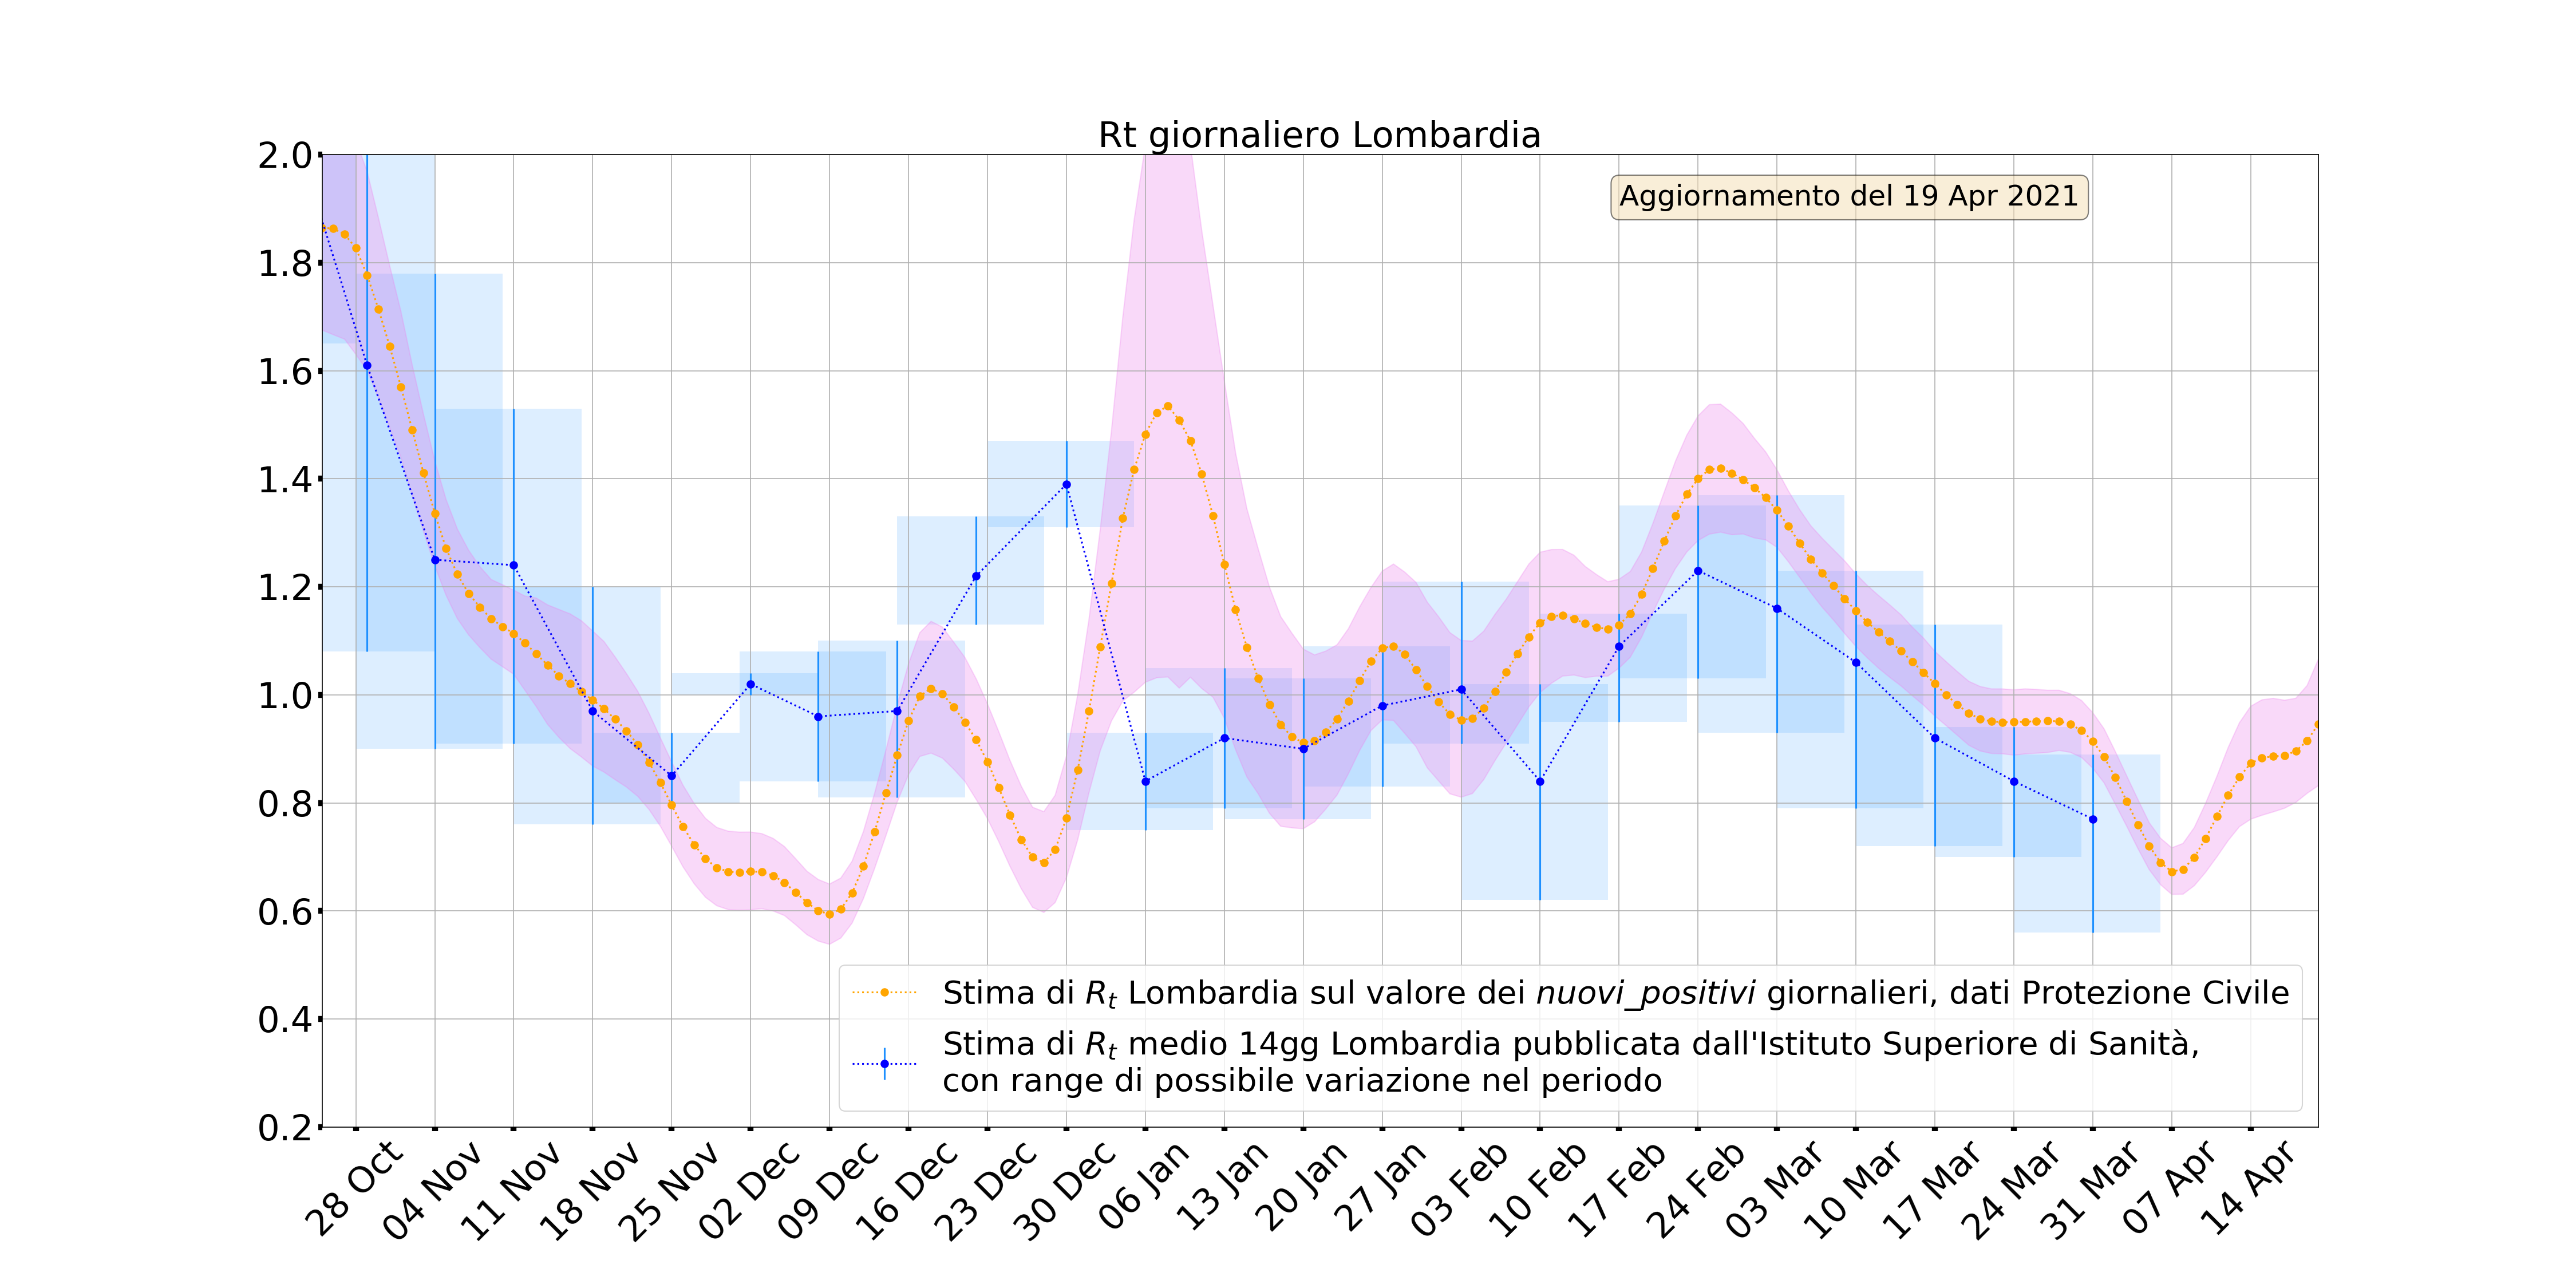 Rt giornaliero Lombardia
Aggiornamento del 19 Apr 2021
2.0
1.8
1.6
1.4
1.2
1.0
0.8
0.6
0.4
0.2
Stima di Rt Lombardia sul valore dei nuovi_positivi giornalieri, dati Protezione Civile
Stima di Rt medio 14gg Lombardia pubblicata dall'Istituto Superiore di Sanità,
con range di possibile variazione nel periodo
28 Oct
04 Nov
11 Nov
18 Nov
25 Nov
02 Dec
09 Dec
16 Dec
23 Dec
30 Dec
06 Jan
13 Jan
20 Jan
27 Jan
03 Feb
10 Feb
17 Feb
24 Feb
03 Mar
10 Mar
17 Mar
24 Mar
31 Mar
07 Apr
14 Apr